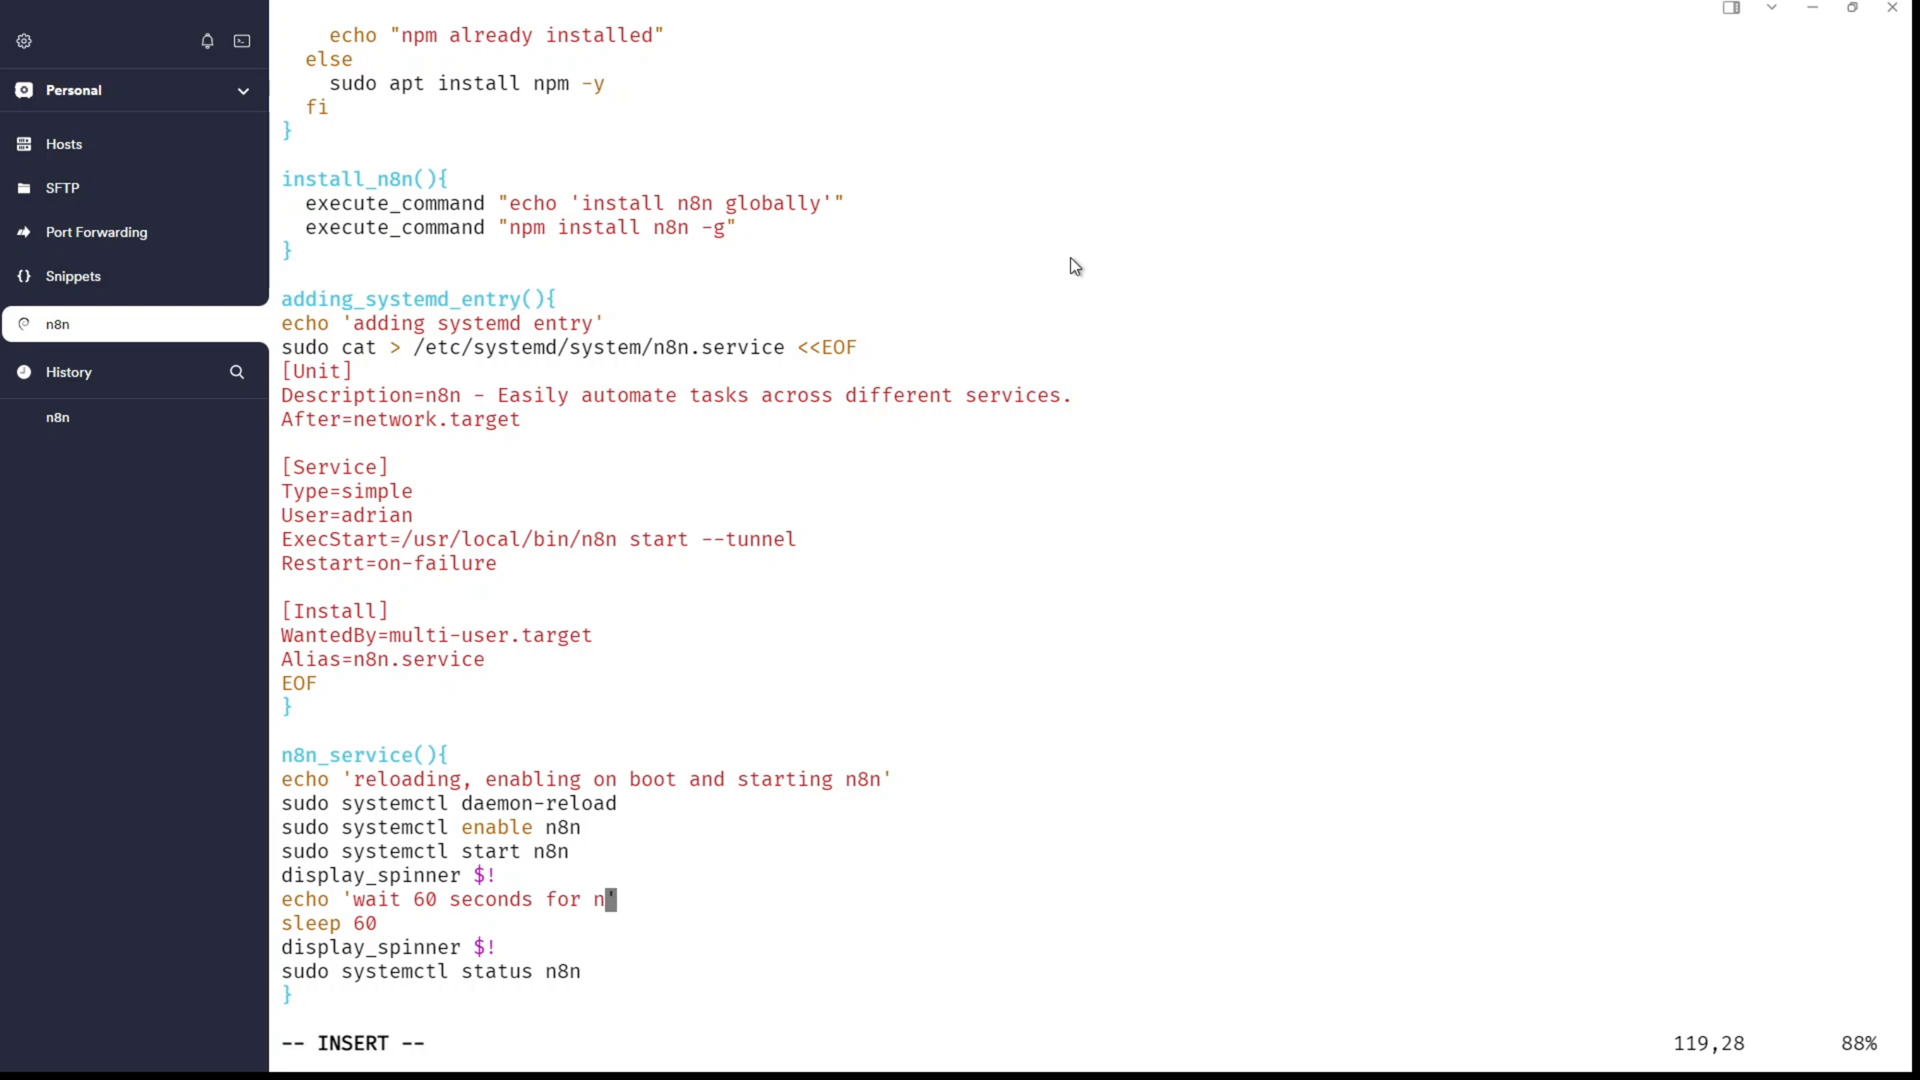 Personal
Hosts
SFTP
Port Forwarding
Snippets
n8n
History
n8n
    echo "npm already installed"
  else
    sudo apt install npm -y
  fi
}

install_n8n(){
  execute_command "echo 'install n8n globally'"
  execute_command "npm install n8n -g"
}

adding_systemd_entry(){
echo 'adding systemd entry'
sudo cat > /etc/systemd/system/n8n.service <<EOF
[Unit]
Description=n8n - Easily automate tasks across different services.
After=network.target

[Service]
Type=simple
User=adrian
ExecStart=/usr/local/bin/n8n start --tunnel
Restart=on-failure

[Install]
WantedBy=multi-user.target
Alias=n8n.service
EOF
}

n8n_service(){
echo 'reloading, enabling on boot and starting n8n'
sudo systemctl daemon-reload
sudo systemctl enable n8n
sudo systemctl start n8n
display_spinner $!
echo 'wait 60 seconds for n'
sleep 60
display_spinner $!
sudo systemctl status n8n
}
-- INSERT -- 119,28 88%